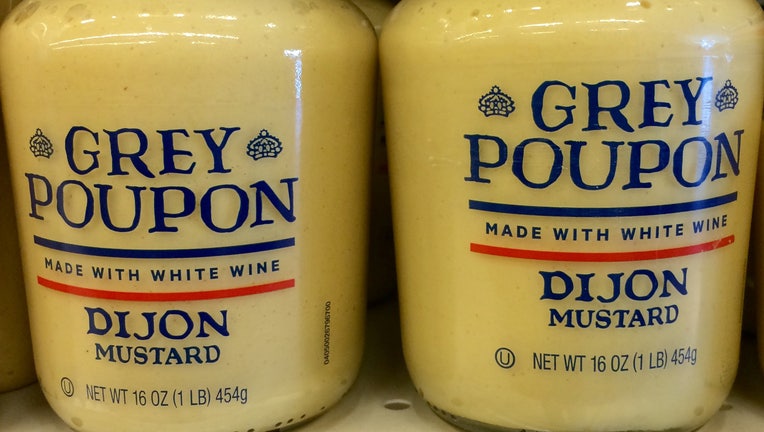 GREY
POUPON
MADE WITH WHITE WINE
DIJON
MUSTARD
U NET WT 16 OZ (1 LB) 454g
GREY
POUPON
MADE WITH WHITE WINE
DIJON
MUSTARD
U NET WT 16 OZ (1 LB) 454g